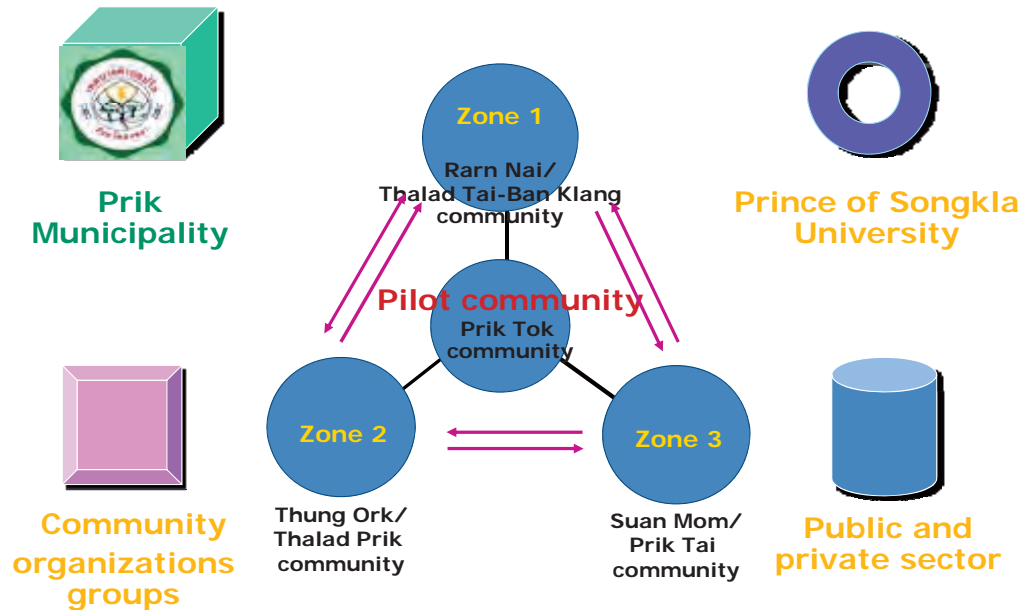 Prik
Municipality
Zone 1
Rarn Nai/
Thalad Tai-Ban Klang
community
Prince of Songkla
University
Pilot community
Prik Tok
community
Zone 2
Thung Ork/
Thalad Prik
community
Zone 3
Suan Mom/
Prik Tai
community
Community
organizations
groups
Public and
private sector